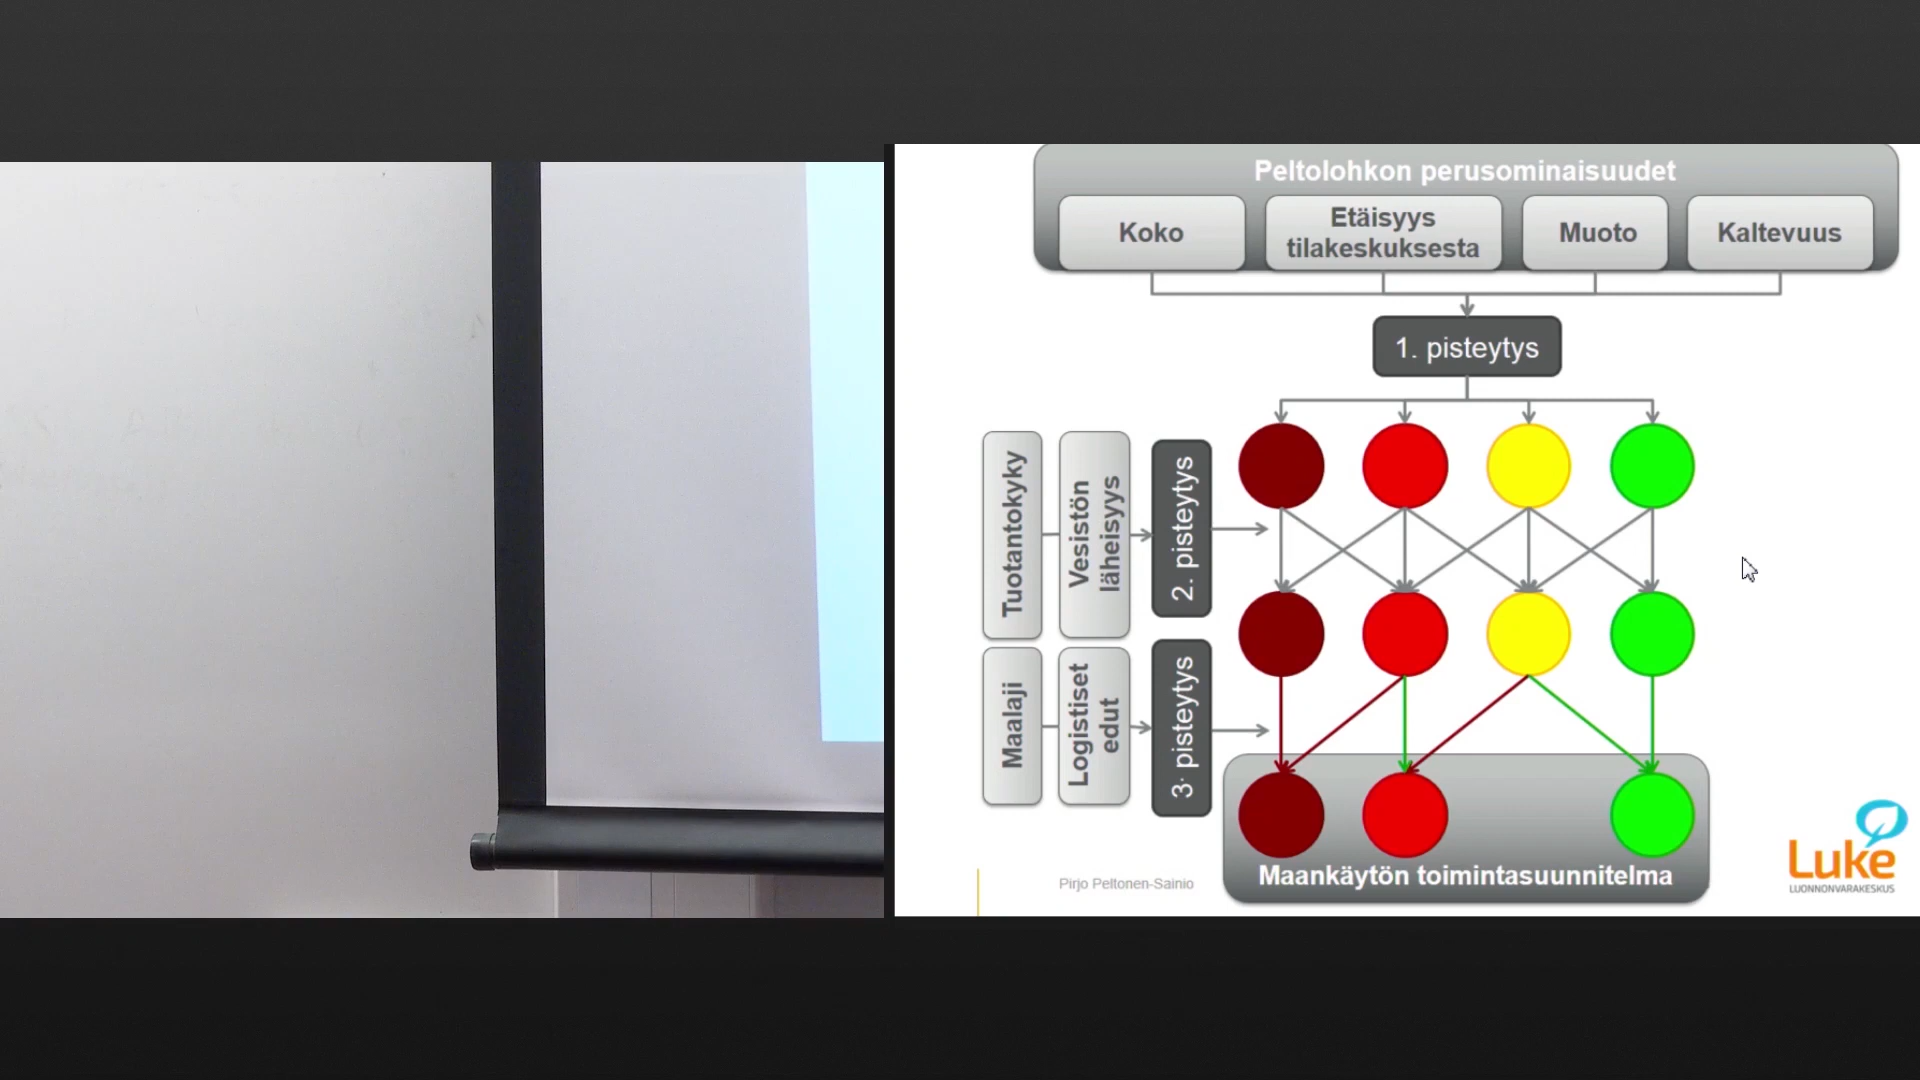 Peltolohkon perusominaisuudet
Koko
Etäisyys
tilakeskuksesta
Muoto
Kaltevuus
1. pisteytys
Tuotantokyky
Vesistön
läheisyys
2. pisteytys
Maalaji
Logistiset
edut
3. pisteytys
Maankäytön toimintasuunnitelma
Pirjo Peltonen-Sainio
Luke
LUONNONVARAKESKUS